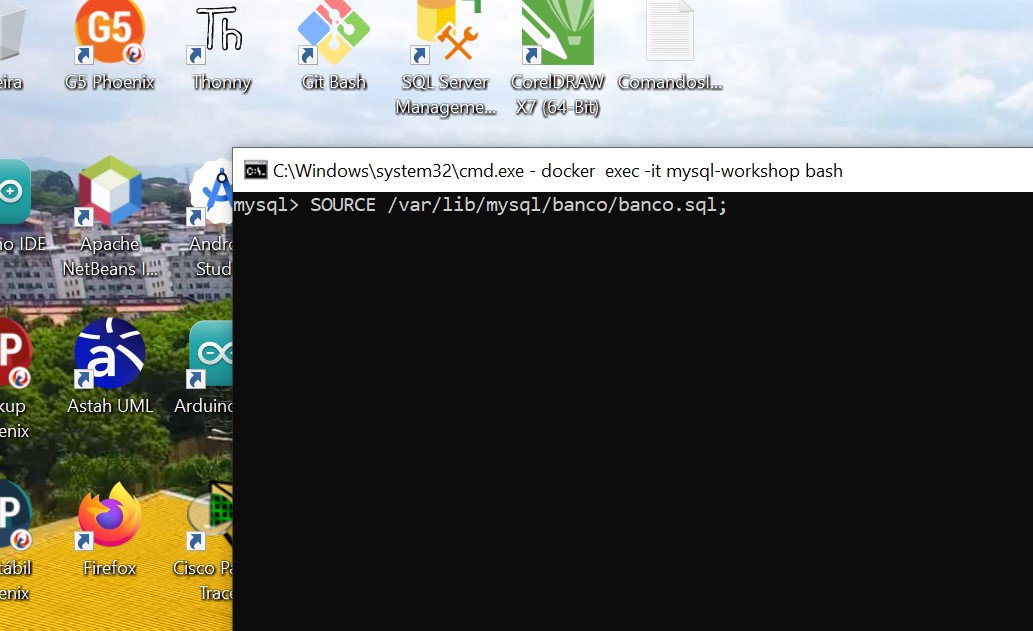 eira
G5
G5 Phoenix
Th
Thonny
Git Bash
SQL Server
Manageme...
CorelDRAW
X7 (64-Bit)
ComandosI...
C:\Windows\system32\cmd.exe - docker  exec -it mysql-workshop bash
mysql> SOURCE /var/lib/mysql/banco/banco.sql;
no IDE
Apache
NetBeans I...
Andro
Stud
P
kup
enix
a
Astah UML
Arduino
P
tábil
enix
Firefox
Cisco Pa
Trace